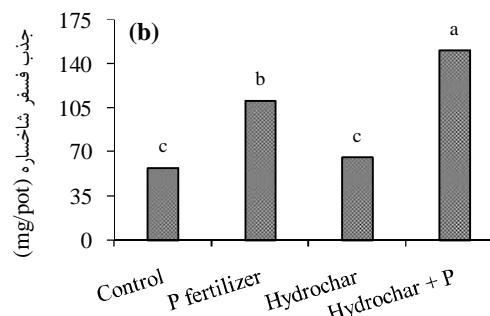 (b)
جذب فسفر شاخساره
(mg/pot)
175
140
105
70
35
0
c
b
c
a
Control
P fertilizer
Hydrochar
Hydrochar + P